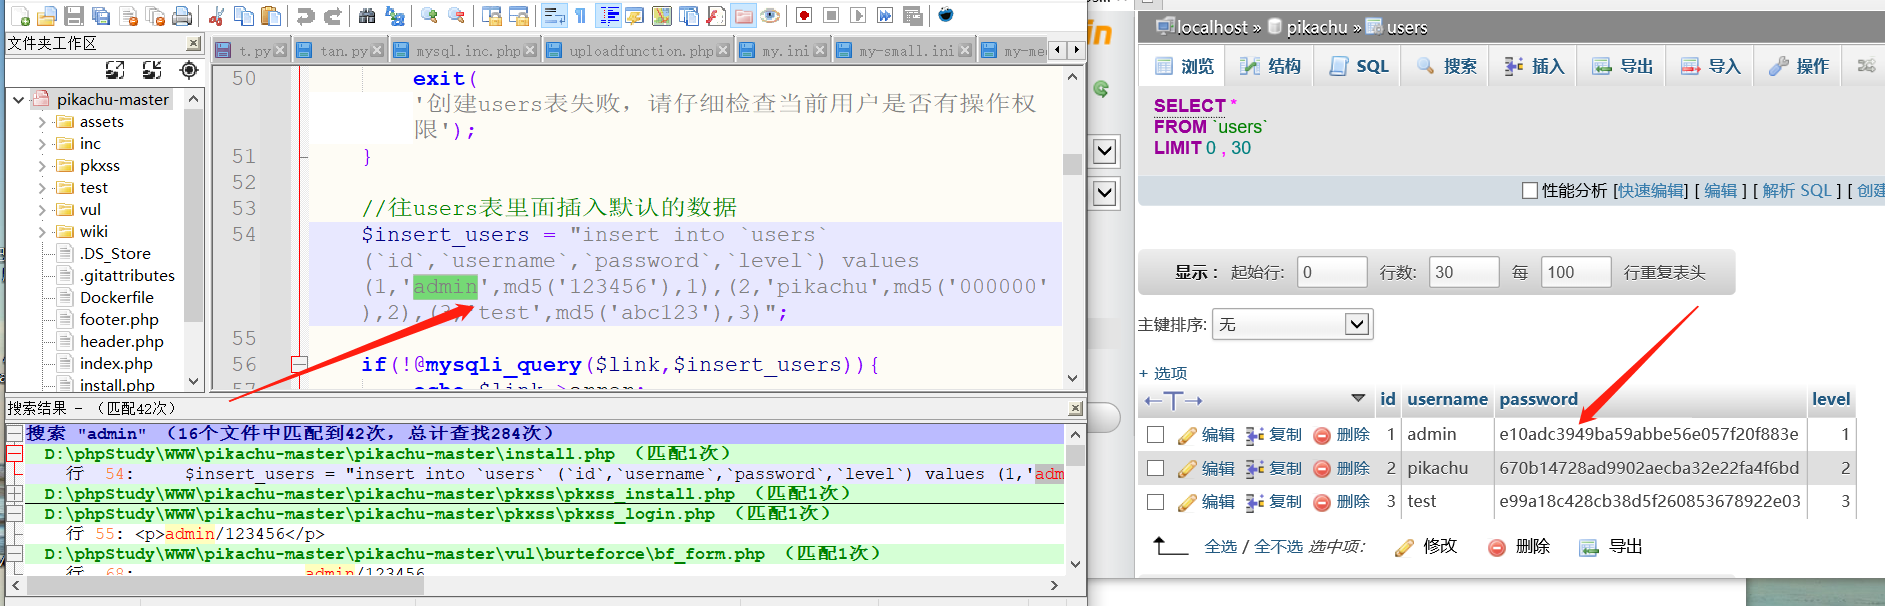 文件夹工作区
pikachu-master
assets
inc
pkxss
test
vul
wiki
.DS_Store
.gitattributes
Dockerfile
footer.php
header.php
index.php
install.php
t.py
tan.py
mysql.inc.php
uploadfunction.php
my.ini
my-small.ini
50 exit(
'创建users表失败，请仔细检查当前用户是否有操作权
限');
51 }
52
53 //往users表里面插入默认的数据
54 $insert_users = "insert into `users`
(`id`,`username`,`password`,`level`) values
(1,'admin',md5('123456'),1),(2,'pikachu',md5('000000'
),2),(3,'test',md5('abc123'),3)";
55
56 if(!@mysqli_query($link,$insert_users)){
搜索结果 - （匹配42次）
搜索 "admin" （16个文件中匹配到42次，总计查找284次）
D:\phpStudy\WWW\pikachu-master\pikachu-master\install.php （匹配1次）
行 54: $insert_users = "insert into `users` (`id`,`username`,`password`,`level`) values (1,'adm
D:\phpStudy\WWW\pikachu-master\pikachu-master\pkxss\pkxss_install.php （匹配1次）
D:\phpStudy\WWW\pikachu-master\pikachu-master\pkxss\pkxss_login.php （匹配1次）
行 55: <p>admin/123456</p>
D:\phpStudy\WWW\pikachu-master\pikachu-master\vul\burteforce\bf_form.php （匹配1次）
行 68: admin/123456
localhost » pikachu » users
浏览 结构 SQL 搜索 插入 导出 导入 操作
SELECT *
FROM `users`
LIMIT 0 , 30
性能分析 [快速编辑] [ 编辑 ] [ 解析 SQL ] [ 创建
显示： 起始行: 0 行数: 30 每 100 行重复表头
主键排序: 无
+ 选项
←T→ id username password level
编辑 复制 删除 1 admin e10adc3949ba59abbe56e057f20f883e 1
编辑 复制 删除 2 pikachu 670b14728ad9902aecba32e22fa4f6bd 2
编辑 复制 删除 3 test e99a18c428cb38d5f260853678922e03 3
全选 / 全不选 选中项: 修改 删除 导出